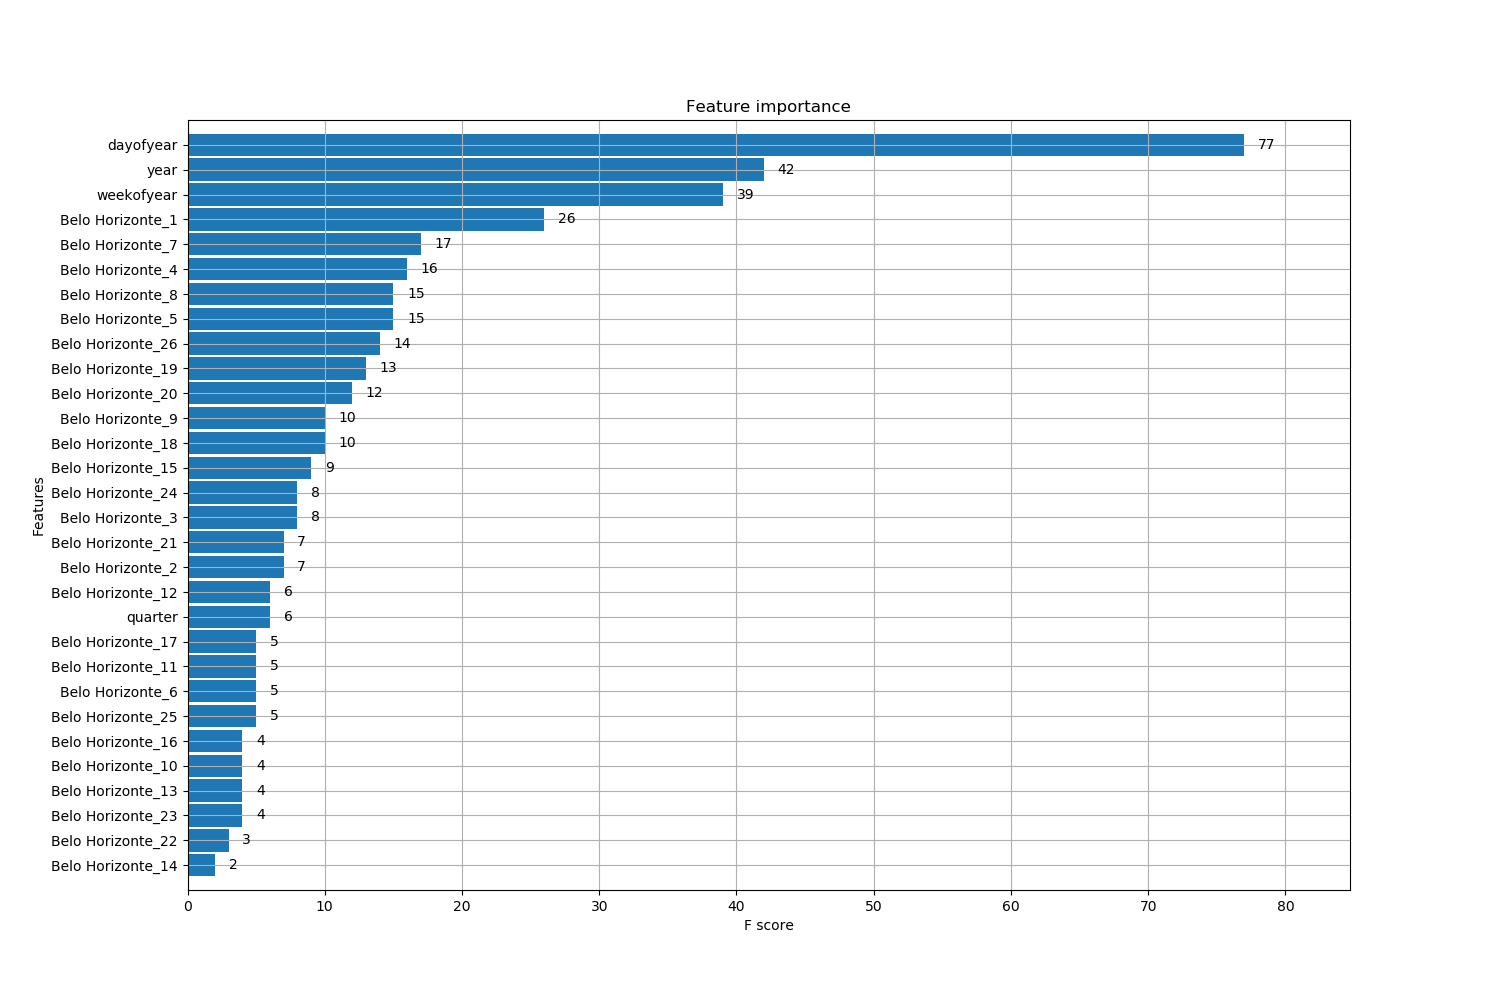 Feature importance
dayofyear 77
year 42
weekofyear 39
Belo Horizonte_1 26
Belo Horizonte_7 17
Belo Horizonte_4 16
Belo Horizonte_8 15
Belo Horizonte_5 15
Belo Horizonte_26 14
Belo Horizonte_19 13
Belo Horizonte_20 12
Belo Horizonte_9 10
Belo Horizonte_18 10
Belo Horizonte_15 9
Belo Horizonte_24 8
Belo Horizonte_3 8
Belo Horizonte_21 7
Belo Horizonte_2 7
Belo Horizonte_12 6
quarter 6
Belo Horizonte_17 5
Belo Horizonte_11 5
Belo Horizonte_6 5
Belo Horizonte_25 5
Belo Horizonte_16 4
Belo Horizonte_10 4
Belo Horizonte_13 4
Belo Horizonte_23 4
Belo Horizonte_22 3
Belo Horizonte_14 2
Features
0 10 20 30 40 50 60 70 80
F score